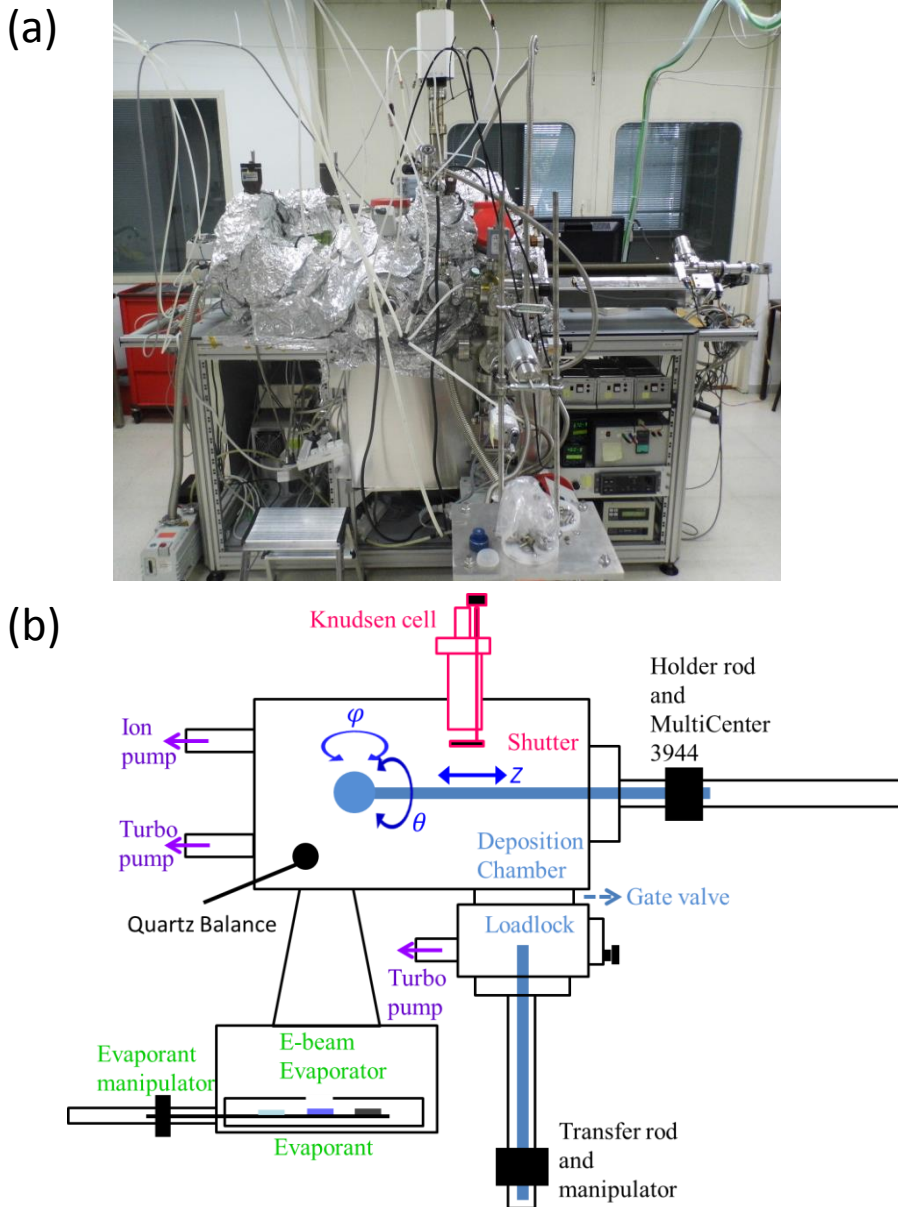 (a)
(b)
Knudsen cell
Holder rod
and
MultiCenter
3944
Ion
pump
φ
Shutter
z
θ
Turbo
pump
Deposition
Chamber
Quartz Balance
Gate valve
Loadlock
Turbo
pump
E-beam
Evaporator
Evaporant
manipulator
Evaporant
Transfer rod
and
manipulator